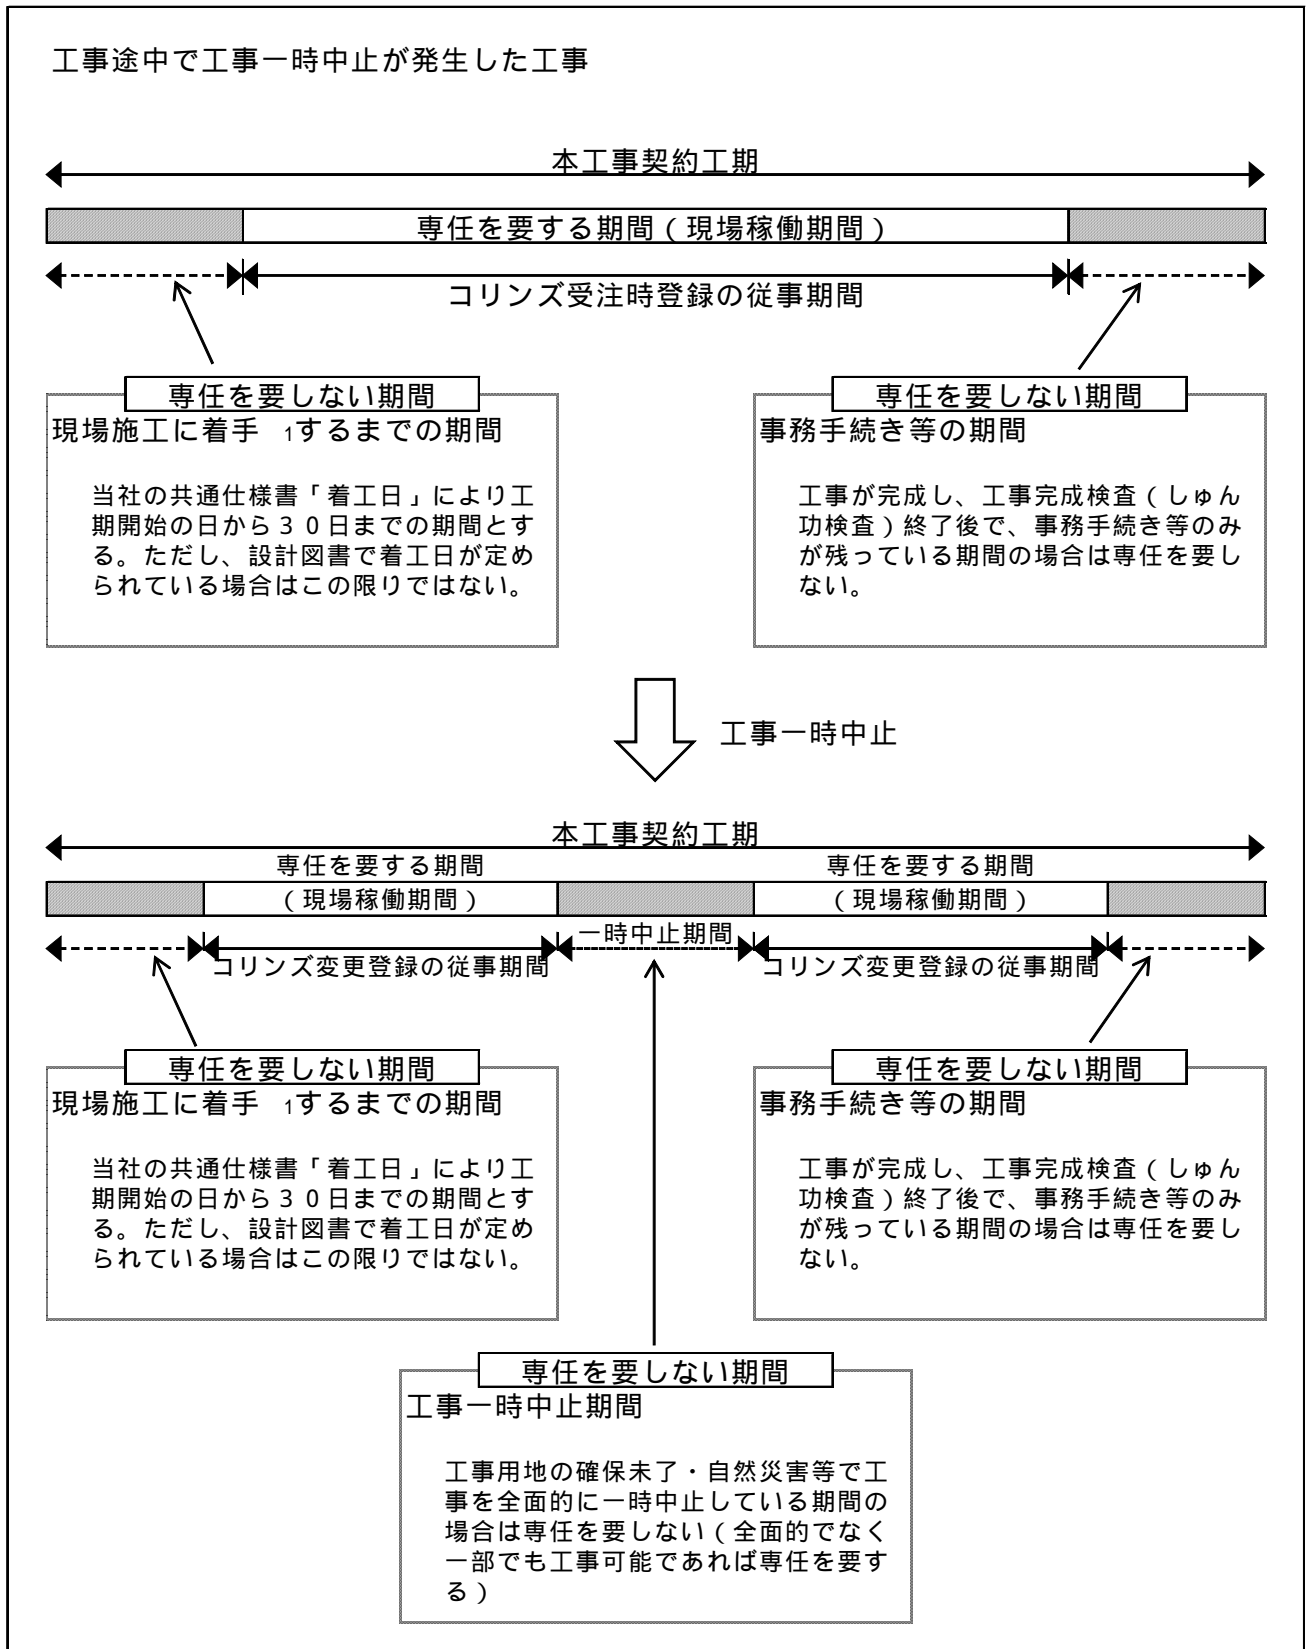 工事途中で工事一時中止が発生した工事
本工事契約工期
専任を要する期間（現場稼働期間）
コリンズ受注時登録の従事期間
専任を要しない期間
現場施工に着手 1するまでの期間
当社の共通仕様書「着工日」により工
期開始の日から３０日までの期間とす
る。ただし、設計図書で着工日が定め
られている場合はこの限りではない。
専任を要しない期間
事務手続き等の期間
工事が完成し、工事完成検査（しゅん
功検査）終了後で、事務手続き等のみ
が残っている期間の場合は専任を要し
ない。
工事一時中止
本工事契約工期
専任を要する期間
専任を要する期間
（現場稼働期間）
（現場稼働期間）
一時中止期間
コリンズ変更登録の従事期間
コリンズ変更登録の従事期間
専任を要しない期間
現場施工に着手 1するまでの期間
当社の共通仕様書「着工日」により工
期開始の日から３０日までの期間とす
る。ただし、設計図書で着工日が定め
られている場合はこの限りではない。
専任を要しない期間
事務手続き等の期間
工事が完成し、工事完成検査（しゅん
功検査）終了後で、事務手続き等のみ
が残っている期間の場合は専任を要し
ない。
専任を要しない期間
工事一時中止期間
工事用地の確保未了・自然災害等で工
事を全面的に一時中止している期間の
場合は専任を要しない（全面的でなく
一部でも工事可能であれば専任を要す
る）